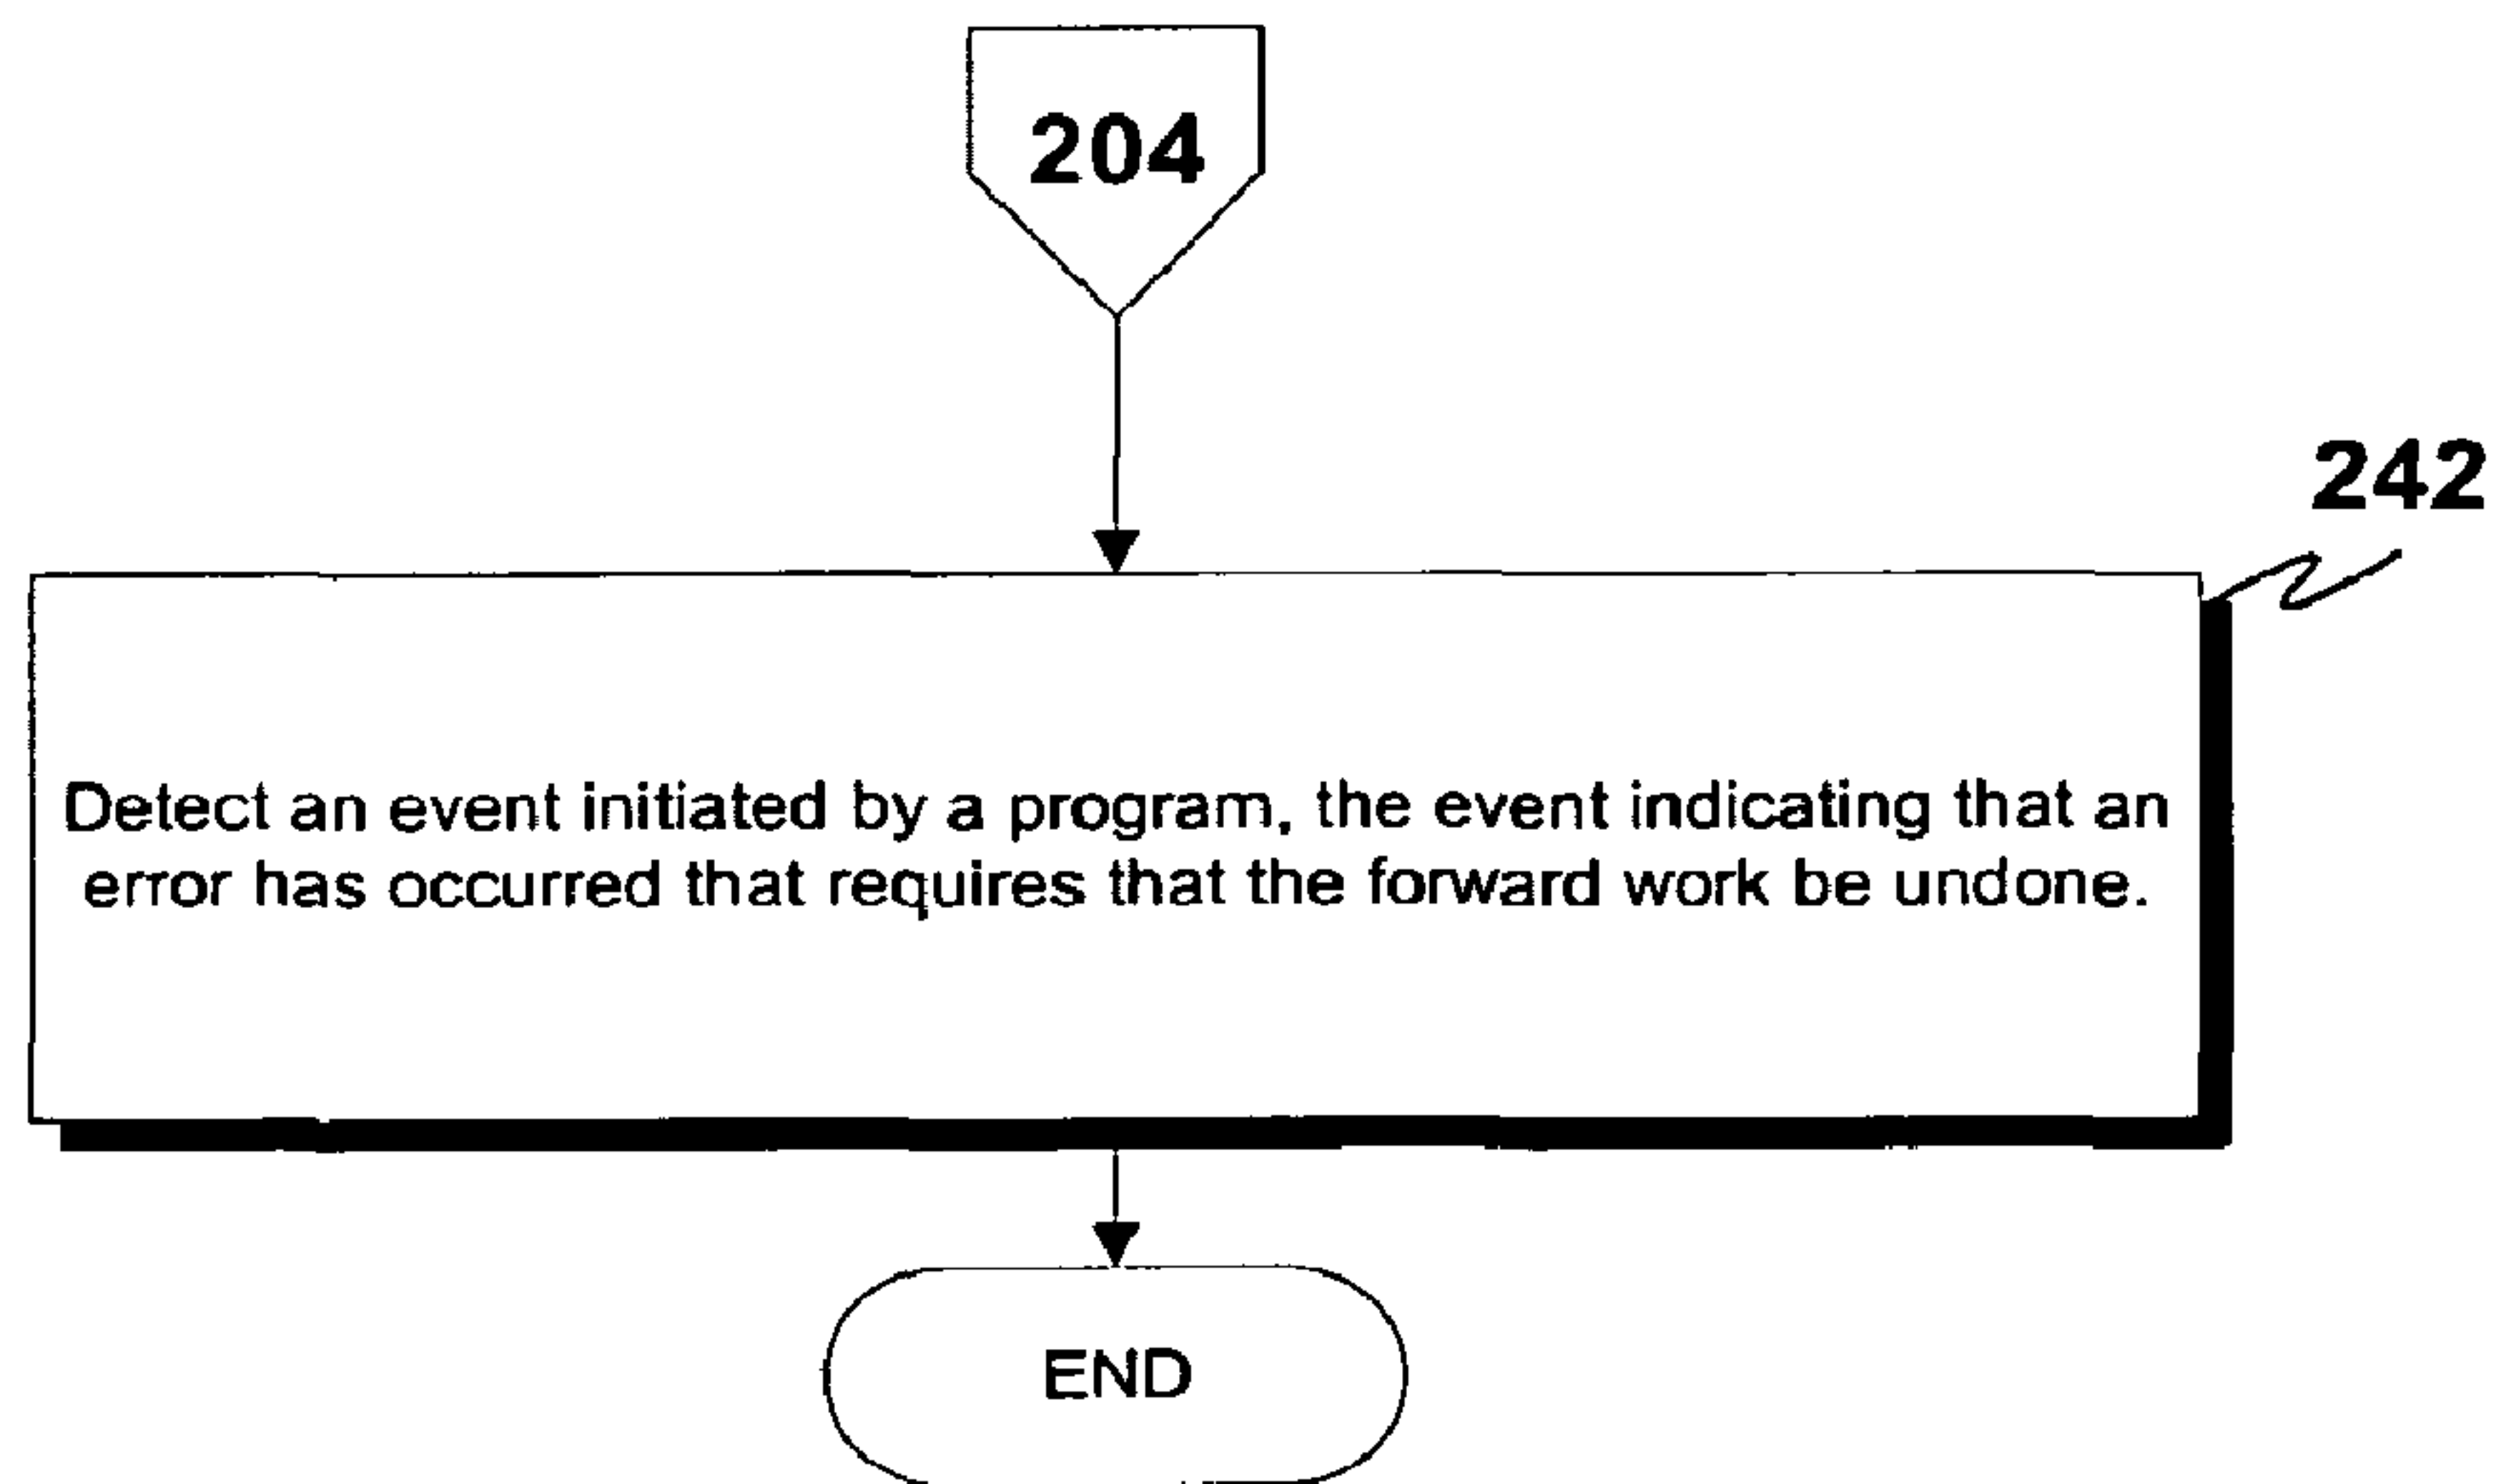 204
242
Detect an event initiated by a program, the event indicating that an
error has occurred that requires that the forward work be undone.
END